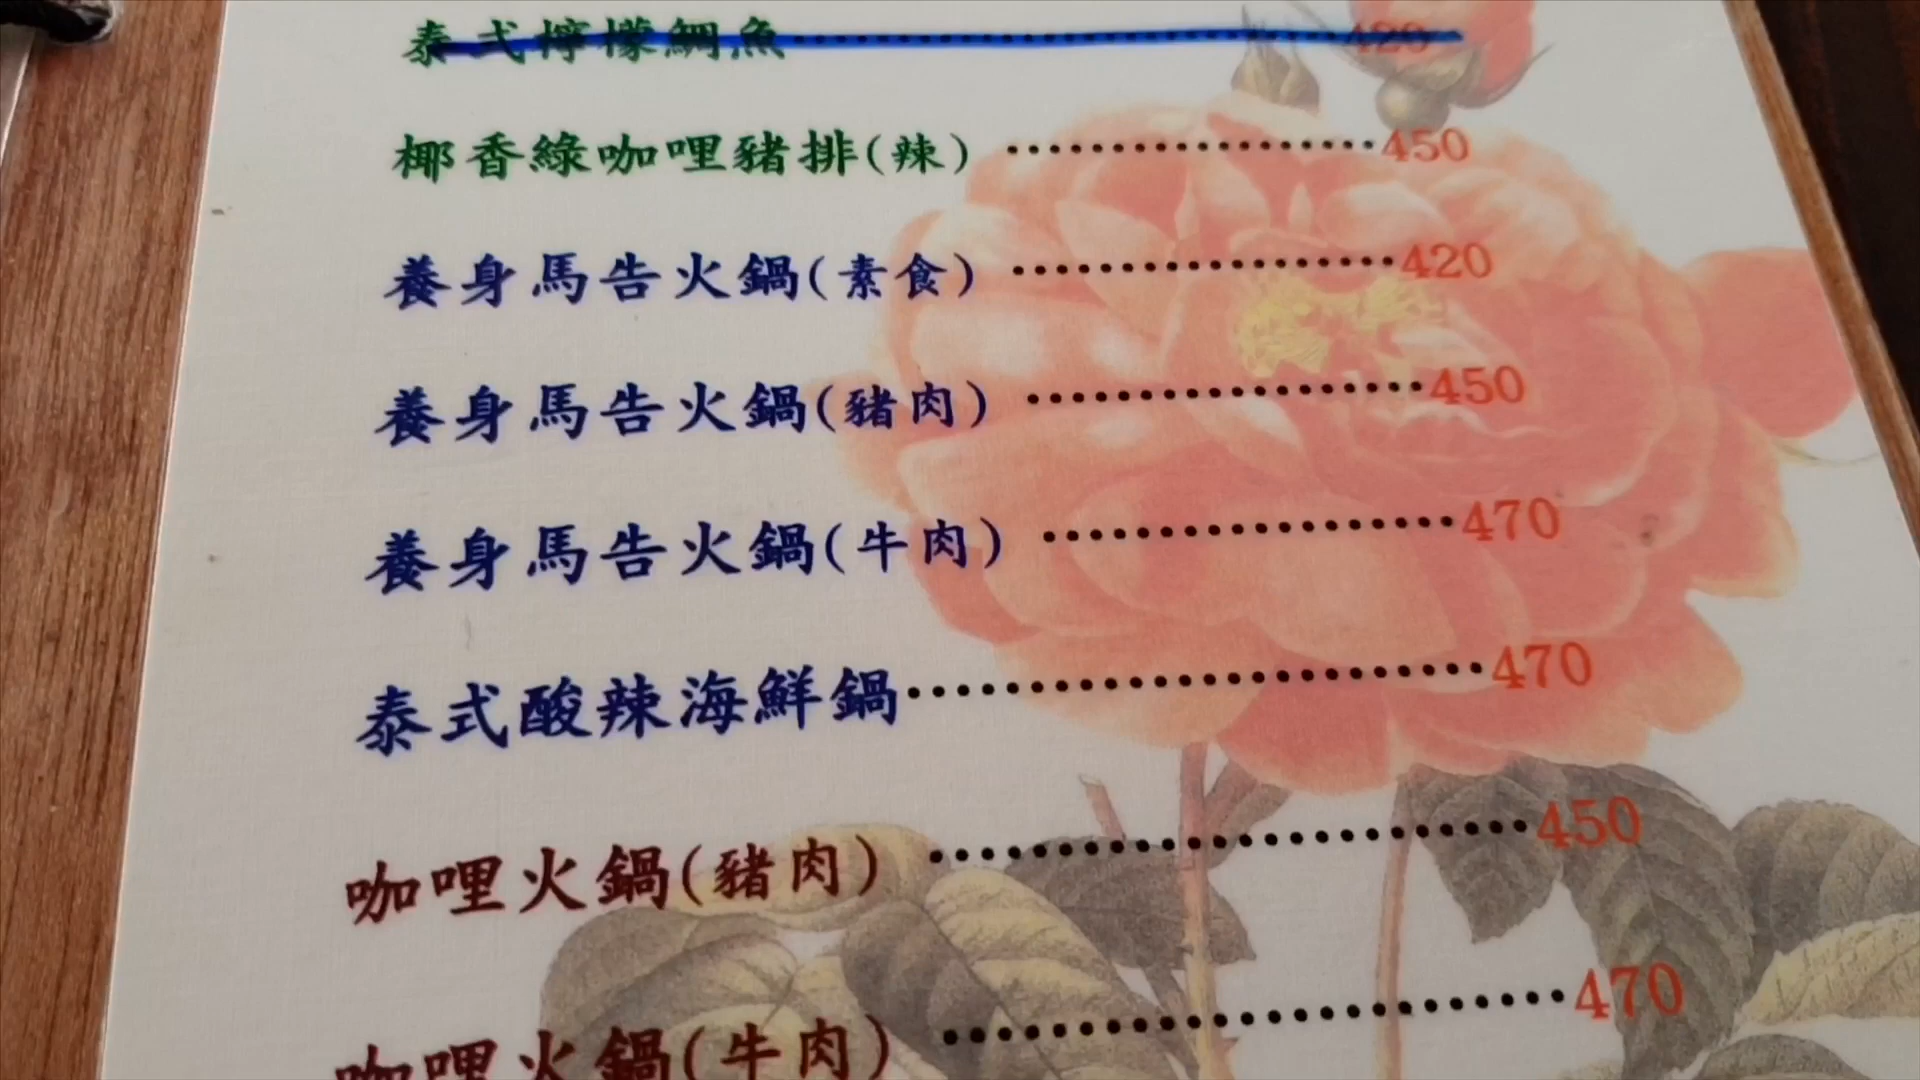 泰式檸檬鯛魚················420
椰香綠咖哩豬排(辣)················450
養身馬告火鍋(素食)················420
養身馬告火鍋(豬肉)················450
養身馬告火鍋(牛肉)················470
泰式酸辣海鮮鍋················470
咖哩火鍋(豬肉)················450
咖哩火鍋(牛肉)················470